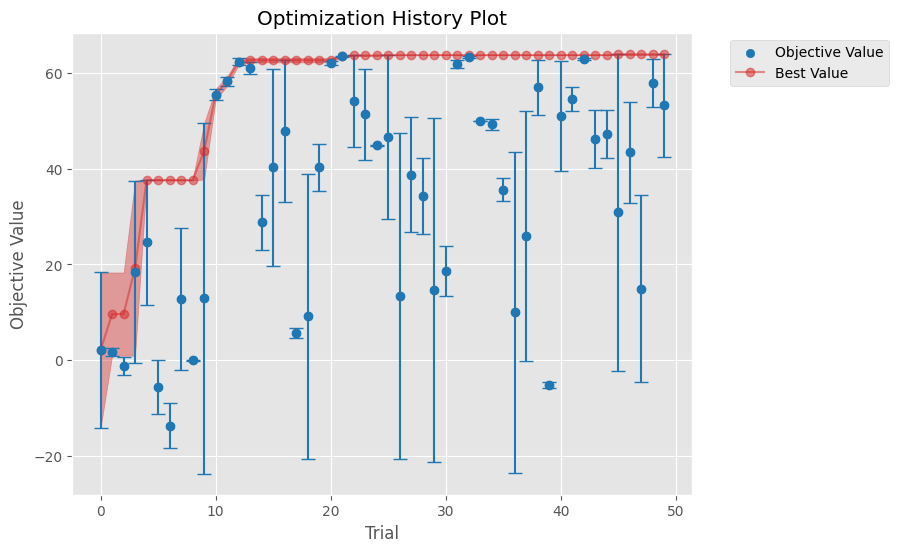 Optimization History Plot
Objective Value
Best Value
Objective Value
60
40
20
0
−20
0 10 20 30 40 50
Trial